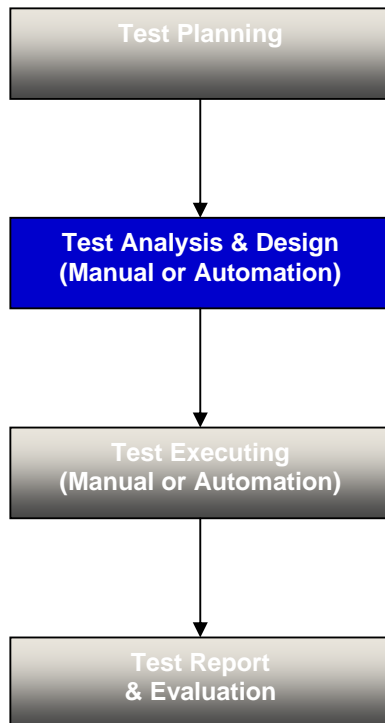 Test Planning
Test Analysis & Design
(Manual or Automation)
Test Executing
(Manual or Automation)
Test Report
& Evaluation